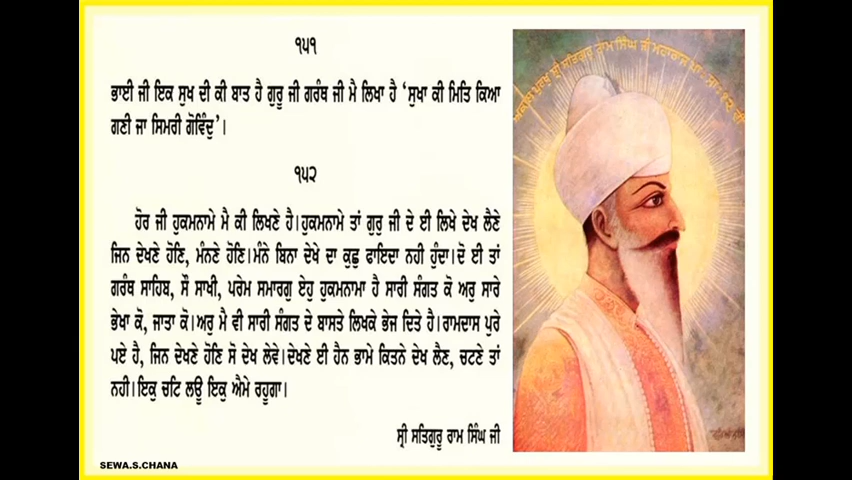 ੧੫੧
ਭਾਈ ਜੀ ਇਕ ਸੁਖ ਦੀ ਕੀ ਬਾਤ ਹੈ ਗੁਰੂ ਜੀ ਗਰੰਥ ਜੀ ਮੈ ਲਿਖਾ ਹੈ ‘ਸੁਖਾ ਕੀ ਮਿਤਿ ਕਿਆ
ਗਣੀ ਜਾ ਸਿਮਰੀ ਗੋਵਿੰਦੁ’।
੧੫੨
ਹੋਰ ਜੀ ਹੁਕਮਨਾਮੇ ਮੈ ਕੀ ਲਿਖਣੇ ਹੈ।ਹੁਕਮਨਾਮੇ ਤਾਂ ਗੁਰੂ ਜੀ ਦੇ ਈ ਲਿਖੇ ਦੇਖ ਲੈਣੇ
ਜਿਨ ਦੇਖਣੇ ਹੋਣਿ, ਮੰਨਣੇ ਹੋਣਿ।ਮੰਨੇ ਬਿਨਾ ਦੇਖੇ ਦਾ ਕੁਛੁ ਫਾਇਦਾ ਨਹੀ ਹੁੰਦਾ।ਦੋ ਈ ਤਾਂ
ਗਰੰਥ ਸਾਹਿਬ, ਸੌ ਸਾਖੀ, ਪਰੇਮ ਸਮਾਰਗੁ ਏਹੁ ਹੁਕਮਨਾਮਾ ਹੈ ਸਾਰੀ ਸੰਗਤ ਕੋ ਅਰੁ ਸਾਰੇ
ਭੇਖਾ ਕੋ, ਜਾਤਾ ਕੋ।ਅਰੁ ਮੈ ਵੀ ਸਾਰੀ ਸੰਗਤ ਦੇ ਬਾਸਤੇ ਲਿਖਕੇ ਭੇਜ ਦਿਤੇ ਹੈ।ਰਾਮਦਾਸ ਪੁਰੇ
ਪਏ ਹੈ, ਜਿਨ ਦੇਖਣੇ ਹੋਣਿ ਸੋ ਦੇਖ ਲੇਵੇ।ਦੇਖਣੇ ਈ ਹੈਨ ਭਾਮੇ ਕਿਤਨੇ ਦੇਖ ਲੈਣ, ਚਟਣੇ ਤਾਂ
ਨਹੀ।ਇਕੁ ਚਟਿ ਲਊ ਇਕੁ ਐਮੇ ਰਹੂਗਾ।
ਸ੍ਰੀ ਸਤਿਗੁਰੂ ਰਾਮ ਸਿੰਘ ਜੀ
ਸ੍ਰੀ ਸਤਿਗੁਰੂ ਰਾਮ ਸਿੰਘ ਜੀ ਮਹਾਰਾਜ
SEWA.S.CHANA